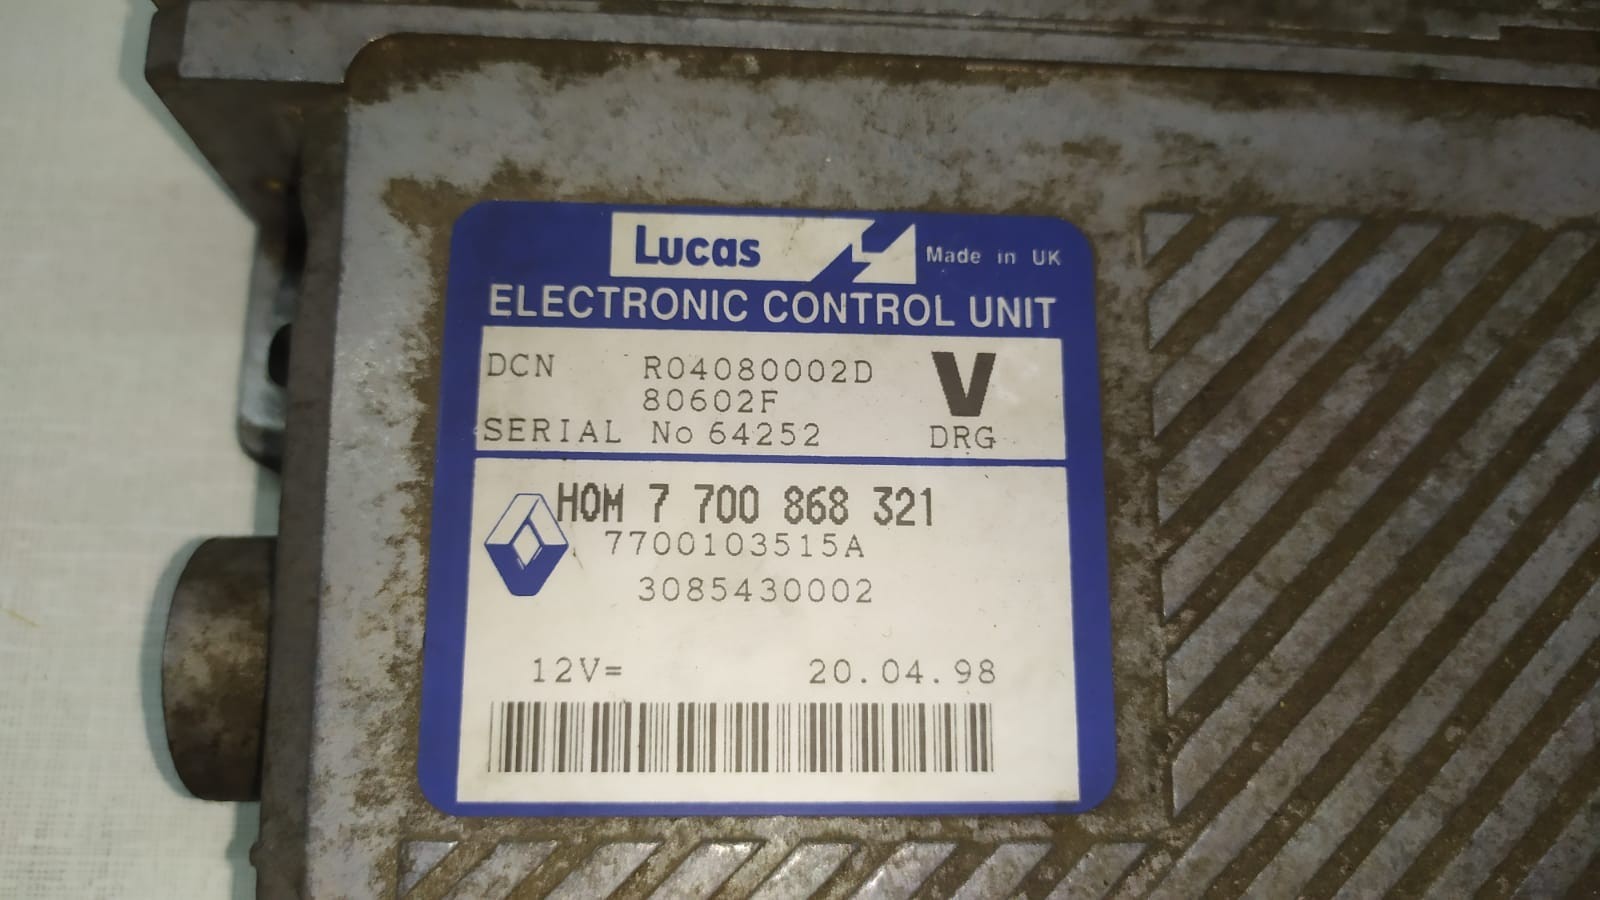 Lucas Made in UK
ELECTRONIC CONTROL UNIT
DCN R04080002D V
80602F
SERIAL No 64252 DRG
HOM 7 700 868 321
7700103515A
3085430002
12V= 20.04.98